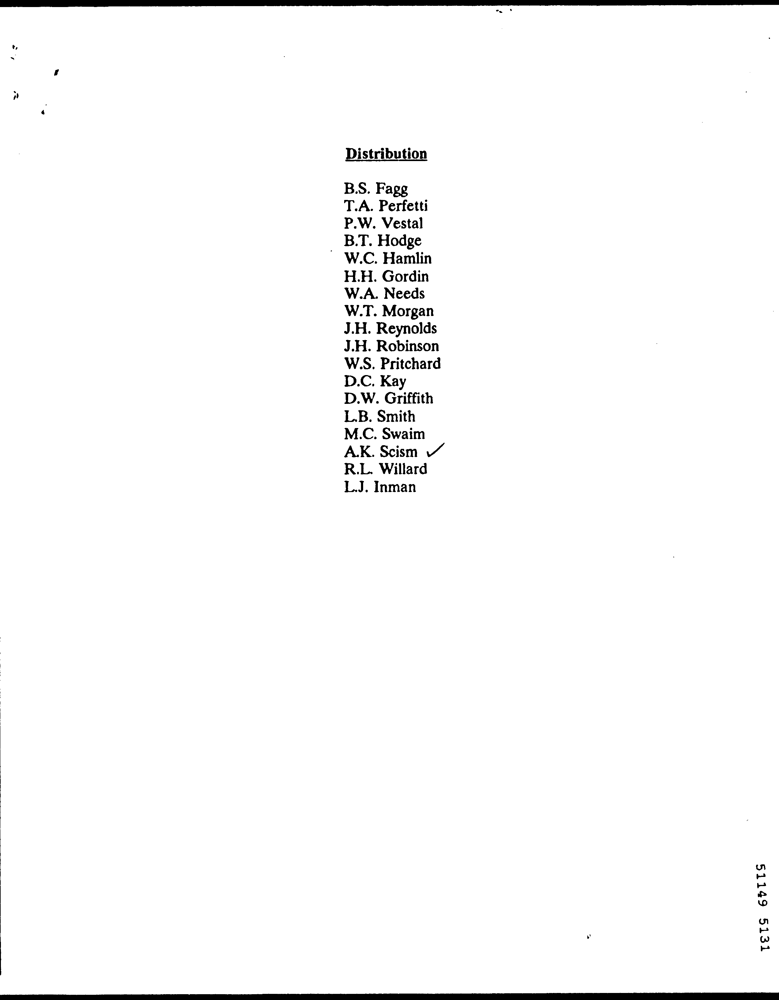 Distribution
B.S. Fagg
T.A. Perfetti
P.W. Vestal
B.T. Hodge
W.C. Hamlin
H.H. Gordin
W.A. Needs
W.T. Morgan
J.H. Reynolds
J.H. Robinson
W.S. Pritchard
D.C. Kay
D.W. Griffith
L.B. Smith
M.C. Swaim
A.K. Scism ✓
R.L. Willard
L.J. Inman
51149 5131